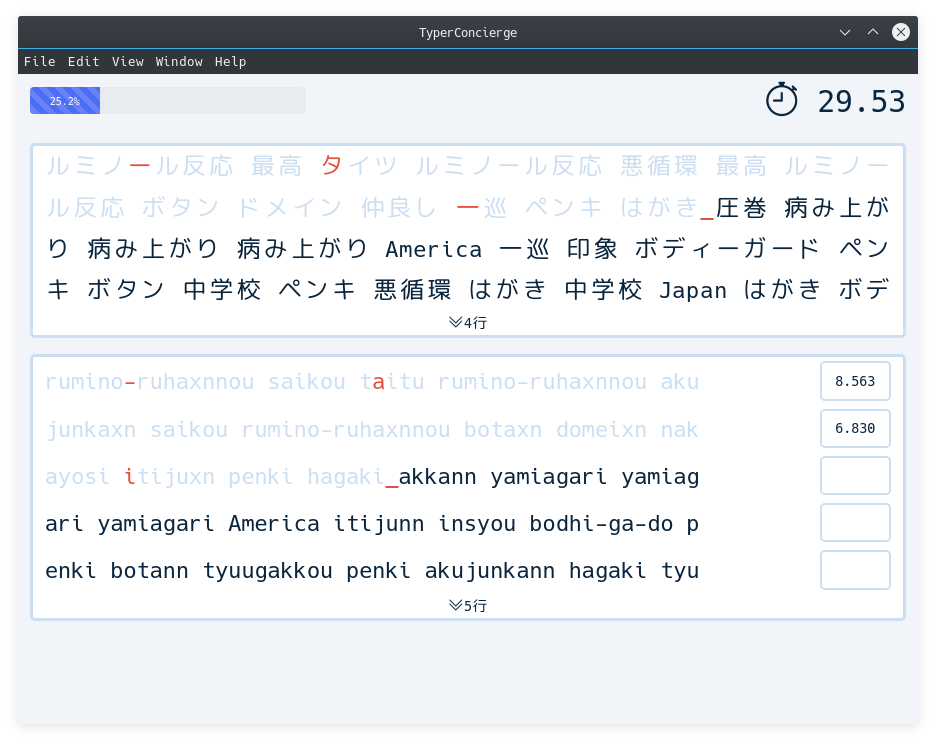 TyperConcierge
File Edit View Window Help
25.2%
29.53
ルミノール反応 最高 タイツ ルミノール反応 悪循環 最高 ルミノー
ル反応 ボタン ドメイン 仲良し 一巡 ペンキ はがき_圧巻 病み上が
り 病み上がり 病み上がり America 一巡 印象 ボディーガード ペン
キ ボタン 中学校 ペンキ 悪循環 はがき 中学校 Japan はがき ボデ
4行
rumino-ruhaxnnou saikou taitu rumino-ruhaxnnou aku
8.563
junkaxn saikou rumino-ruhaxnnou botaxn domeixn nak
6.830
ayosi itijuxn penki hagaki_akkann yamiagari yamiag
ari yamiagari America itijunn insyou bodhi-ga-do p
enki botann tyuugakkou penki akujunkann hagaki tyu
5行